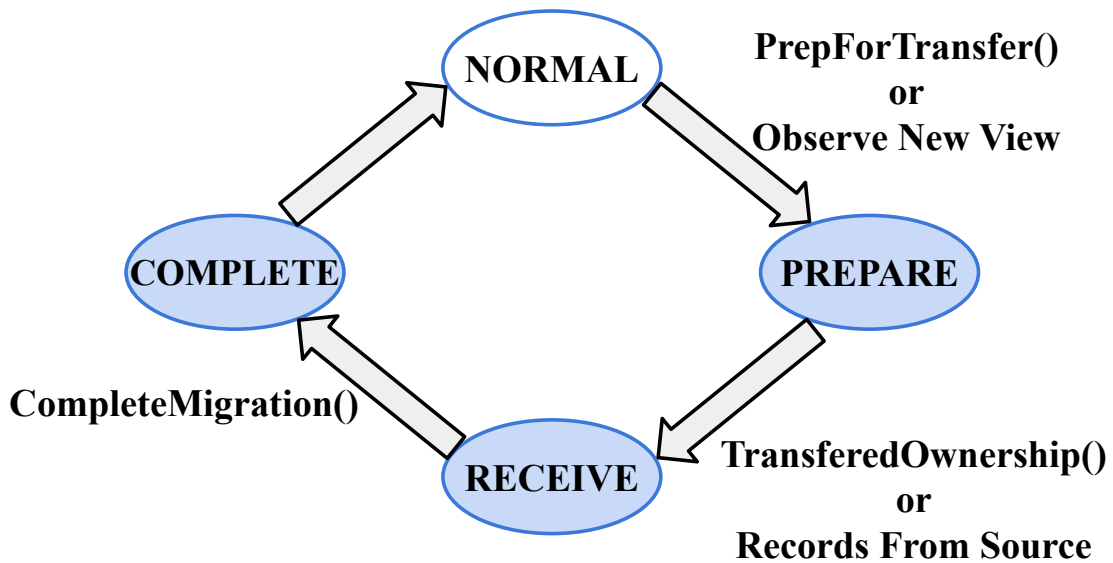 NORMAL
PrepForTransfer()
or
Observe New View
COMPLETE
PREPARE
CompleteMigration()
RECEIVE
TransferedOwnership()
or
Records From Source